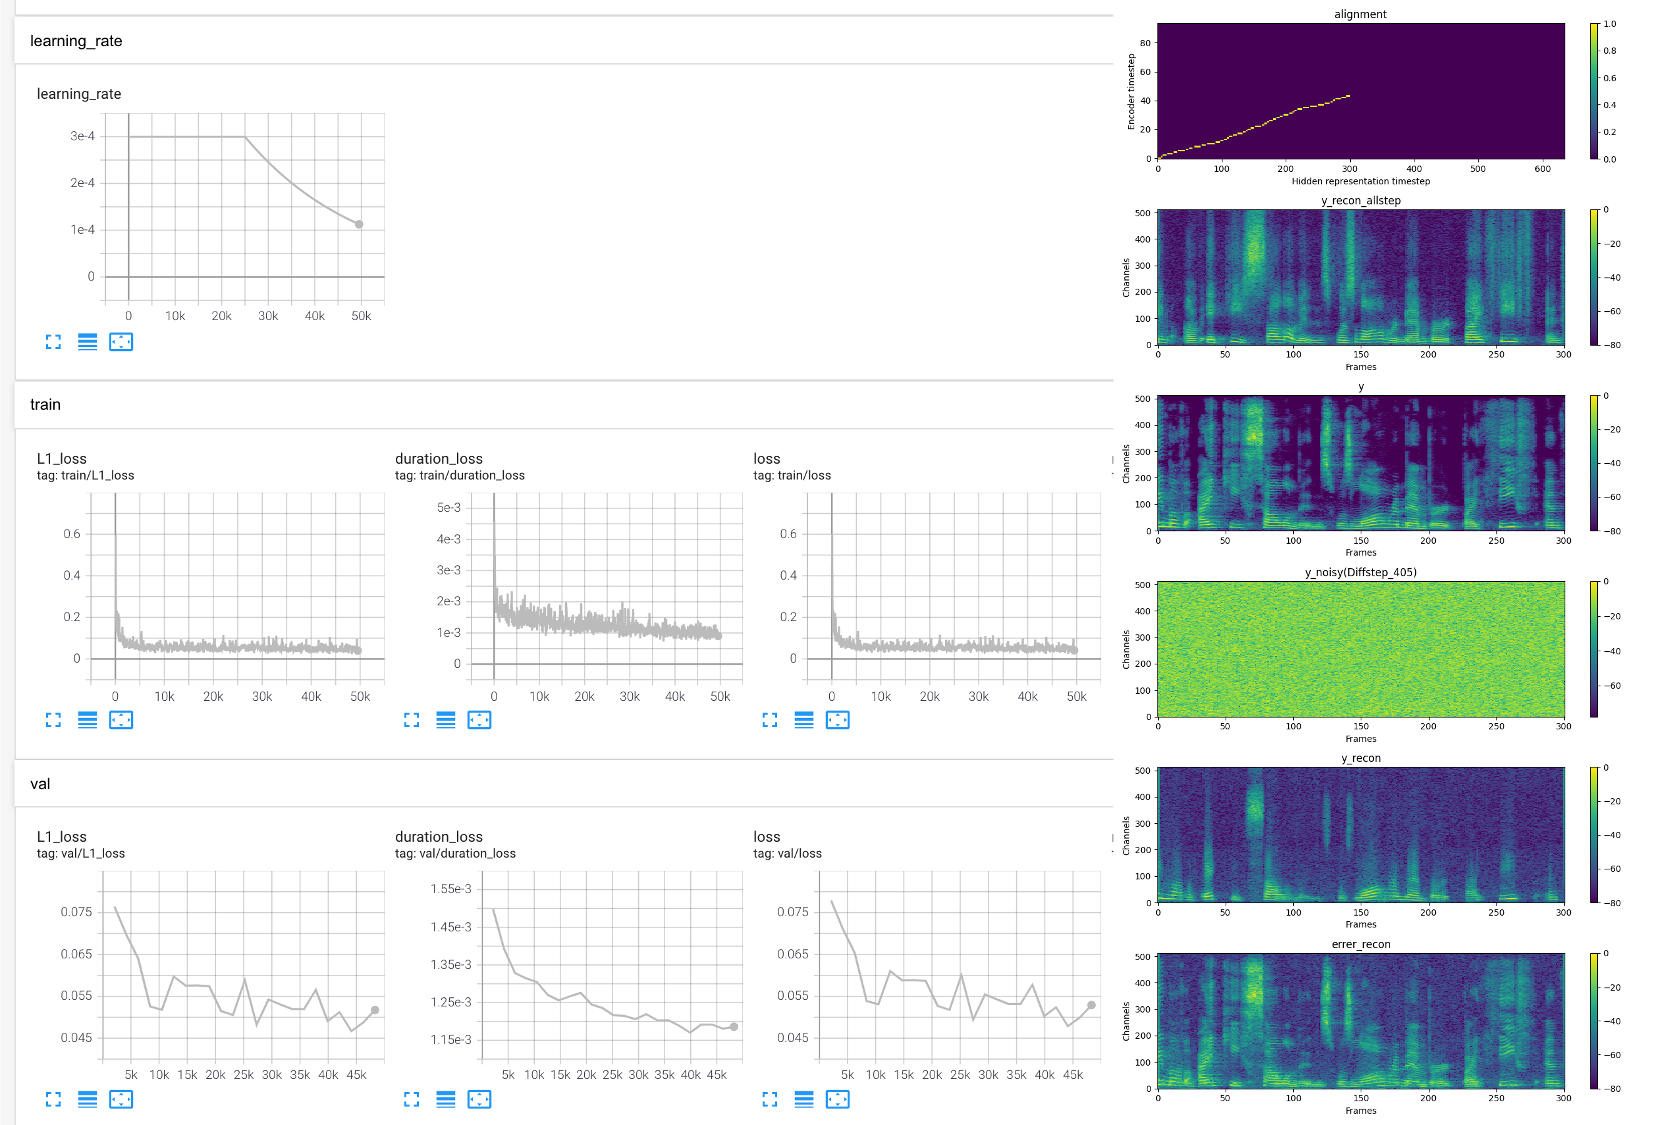 learning_rate
learning_rate
3e-4
2e-4
1e-4
0
0 10k 20k 30k 40k 50k
train
L1_loss
tag: train/L1_loss
0.6
0.4
0.2
0
0 10k 20k 30k 40k 50k
duration_loss
tag: train/duration_loss
5e-3
4e-3
3e-3
2e-3
1e-3
0
0 10k 20k 30k 40k 50k
loss
tag: train/loss
0.6
0.4
0.2
0
0 10k 20k 30k 40k 50k
val
L1_loss
tag: val/L1_loss
0.075
0.065
0.055
0.045
5k 10k 15k 20k 25k 30k 35k 40k 45k
duration_loss
tag: val/duration_loss
1.55e-3
1.45e-3
1.35e-3
1.25e-3
1.15e-3
5k 10k 15k 20k 25k 30k 35k 40k 45k
loss
tag: val/loss
0.075
0.065
0.055
0.045
5k 10k 15k 20k 25k 30k 35k 40k 45k
alignment
Encoder timestep
80
60
40
20
0
0 100 200 300 400 500 600
Hidden representation timestep
1.0
0.8
0.6
0.4
0.2
0.0
y_recon_allstep
Channels
500
400
300
200
100
0
0 50 100 150 200 250 300
Frames
0
−20
−40
−60
−80
y
Channels
500
400
300
200
100
0
0 50 100 150 200 250 300
Frames
0
−20
−40
−60
−80
y_noisy(Diffstep_405)
Channels
500
400
300
200
100
0
0 50 100 150 200 250 300
Frames
0
−20
−40
−60
y_recon
Channels
500
400
300
200
100
0
0 50 100 150 200 250 300
Frames
0
−20
−40
−60
−80
errer_recon
Channels
500
400
300
200
100
0
0 50 100 150 200 250 300
Frames
0
−20
−40
−60
−80